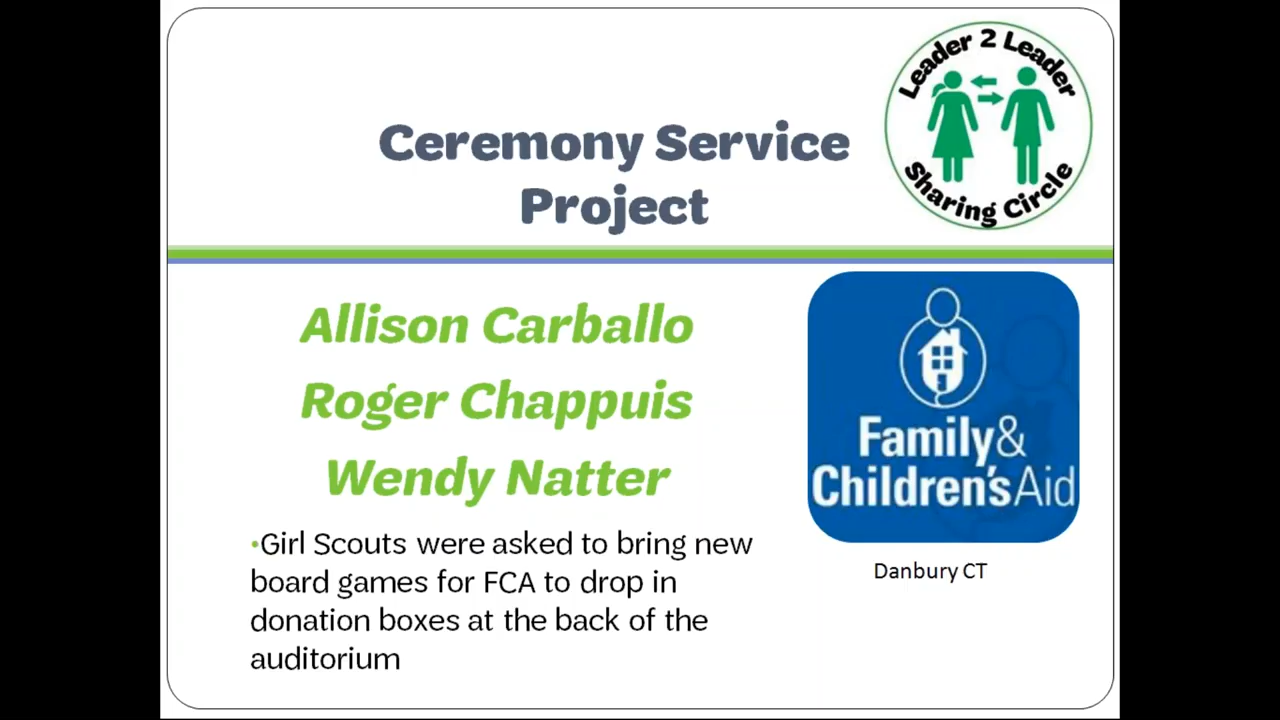 Leader 2 Leader
Sharing Circle
Ceremony Service
Project
Allison Carballo
Roger Chappuis
Wendy Natter
•Girl Scouts were asked to bring new
board games for FCA to drop in
donation boxes at the back of the
auditorium
Family&
Children's Aid
Danbury CT